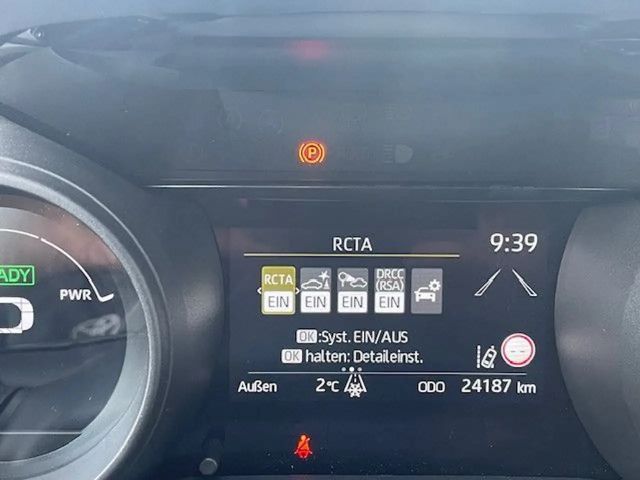 P
RCTA
9:39
READY
PWR
RCTA
DRCC
(RSA)
EIN
EIN
EIN
EIN
OK :Syst. EIN/AUS
OK halten: Detaileinst.
Außen 2°C ODO 24187 km